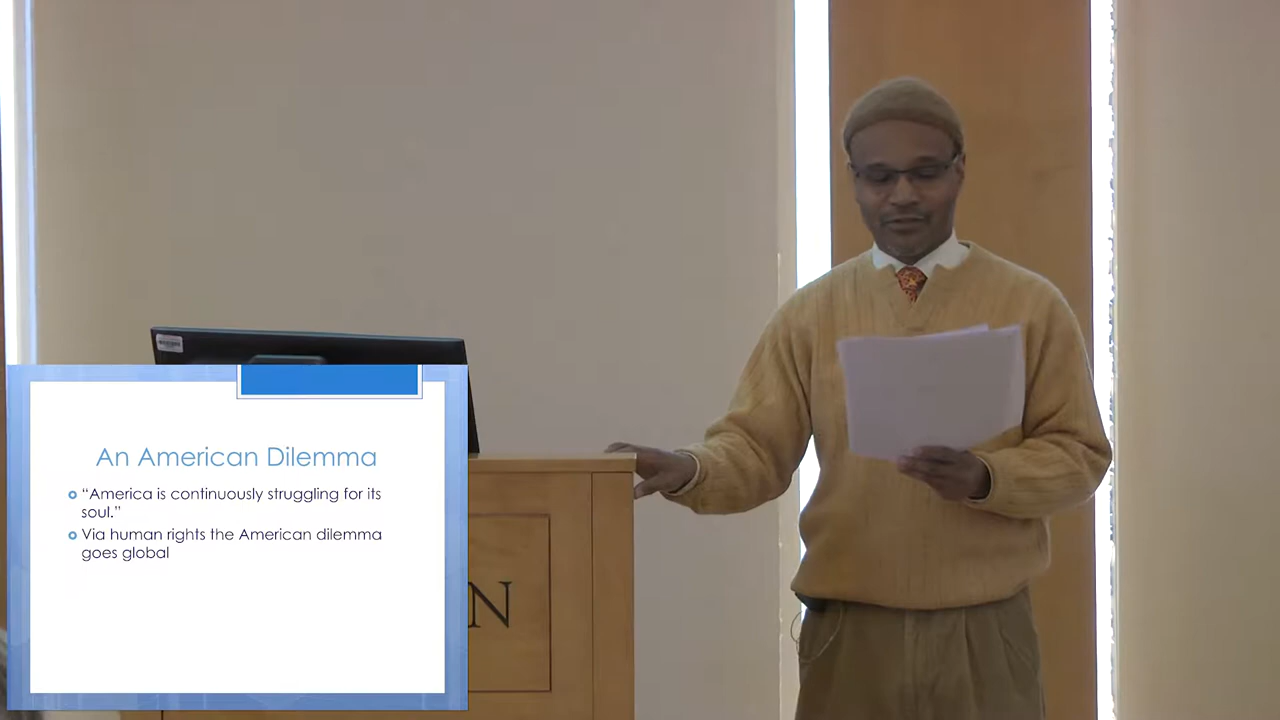 An American Dilemma
“America is continuously struggling for its
soul.”
Via human rights the American dilemma
goes global
N